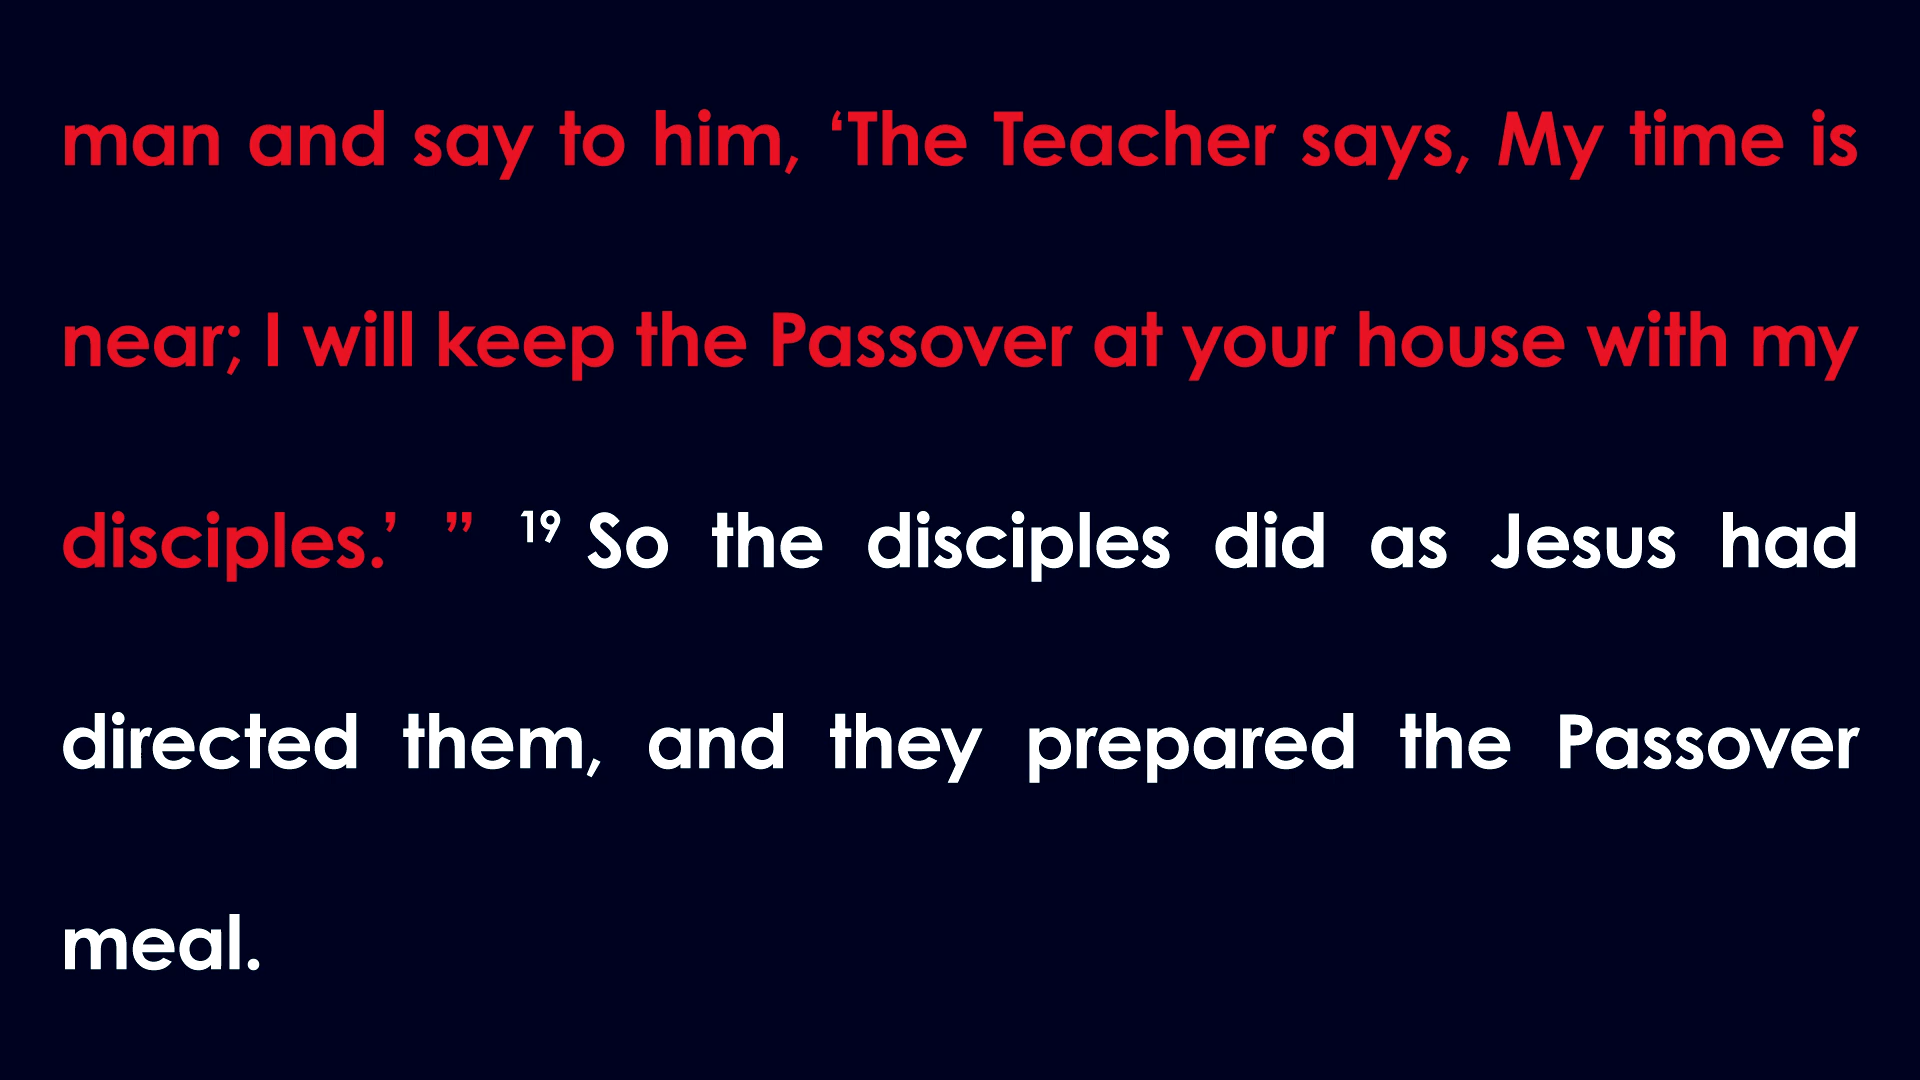 man and say to him, ‘The Teacher says, My time is
near; I will keep the Passover at your house with my
disciples.’ ” ¹⁹ So the disciples did as Jesus had
directed them, and they prepared the Passover
meal.